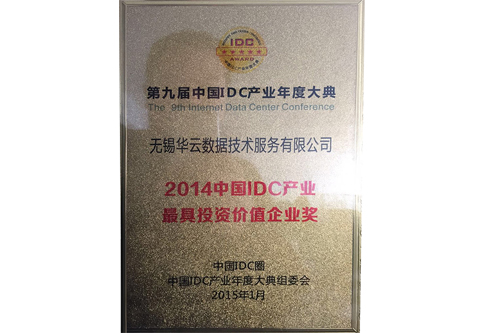 IDC
AWARD
第九届中国IDC产业年度大典
The 9th Internet Data Center Conference
无锡华云数据技术服务有限公司
2014中国IDC产业
最具投资价值企业奖
中国IDC圈
中国IDC产业年度大典组委会
2015年1月